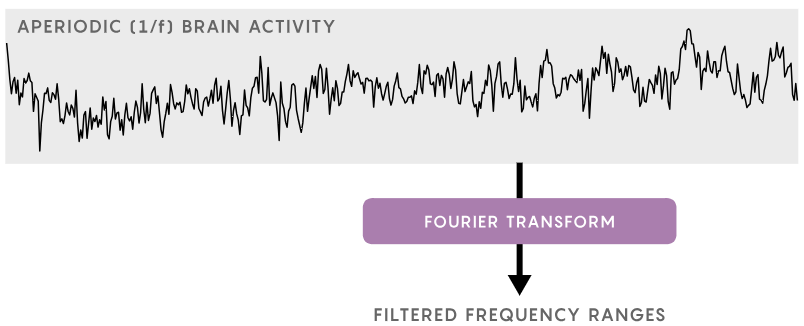 APERIODIC (1/f) BRAIN ACTIVITY
FOURIER TRANSFORM
FILTERED FREQUENCY RANGES